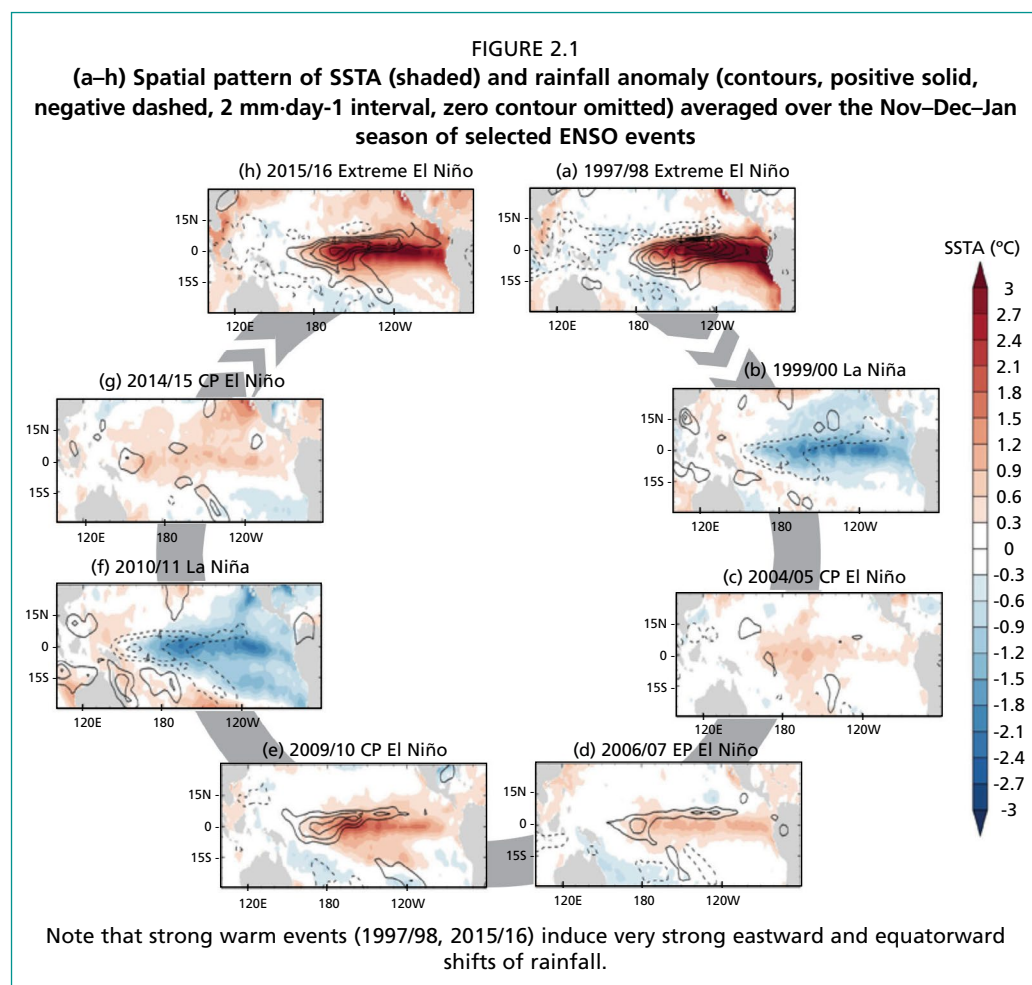 FIGURE 2.1
(a–h) Spatial pattern of SSTA (shaded) and rainfall anomaly (contours, positive solid,
negative dashed, 2 mm·day-1 interval, zero contour omitted) averaged over the Nov–Dec–Jan
season of selected ENSO events
(h) 2015/16 Extreme El Niño
15N
0
15S
120E 180 120W
(a) 1997/98 Extreme El Niño
15N
0
15S
120E 180 120W
(b) 1999/00 La Niña
15N
0
15S
120E 180 120W
(c) 2004/05 CP El Niño
15N
0
15S
120E 180 120W
(d) 2006/07 EP El Niño
15N
0
15S
120E 180 120W
(e) 2009/10 CP El Niño
15N
0
15S
120E 180 120W
(f) 2010/11 La Niña
15N
0
15S
120E 180 120W
(g) 2014/15 CP El Niño
15N
0
15S
120E 180 120W
SSTA (ºC)
3
2.7
2.4
2.1
1.8
1.5
1.2
0.9
0.6
0.3
0
-0.3
-0.6
-0.9
-1.2
-1.5
-1.8
-2.1
-2.4
-2.7
-3
Note that strong warm events (1997/98, 2015/16) induce very strong eastward and equatorward
shifts of rainfall.